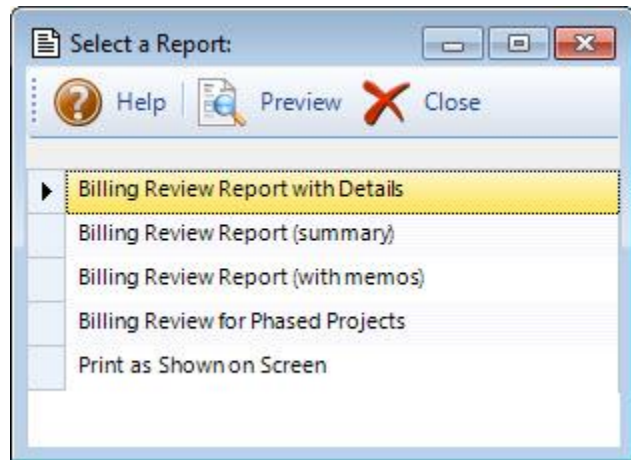 Select a Report:
Help Preview Close
Billing Review Report with Details
Billing Review Report (summary)
Billing Review Report (with memos)
Billing Review for Phased Projects
Print as Shown on Screen